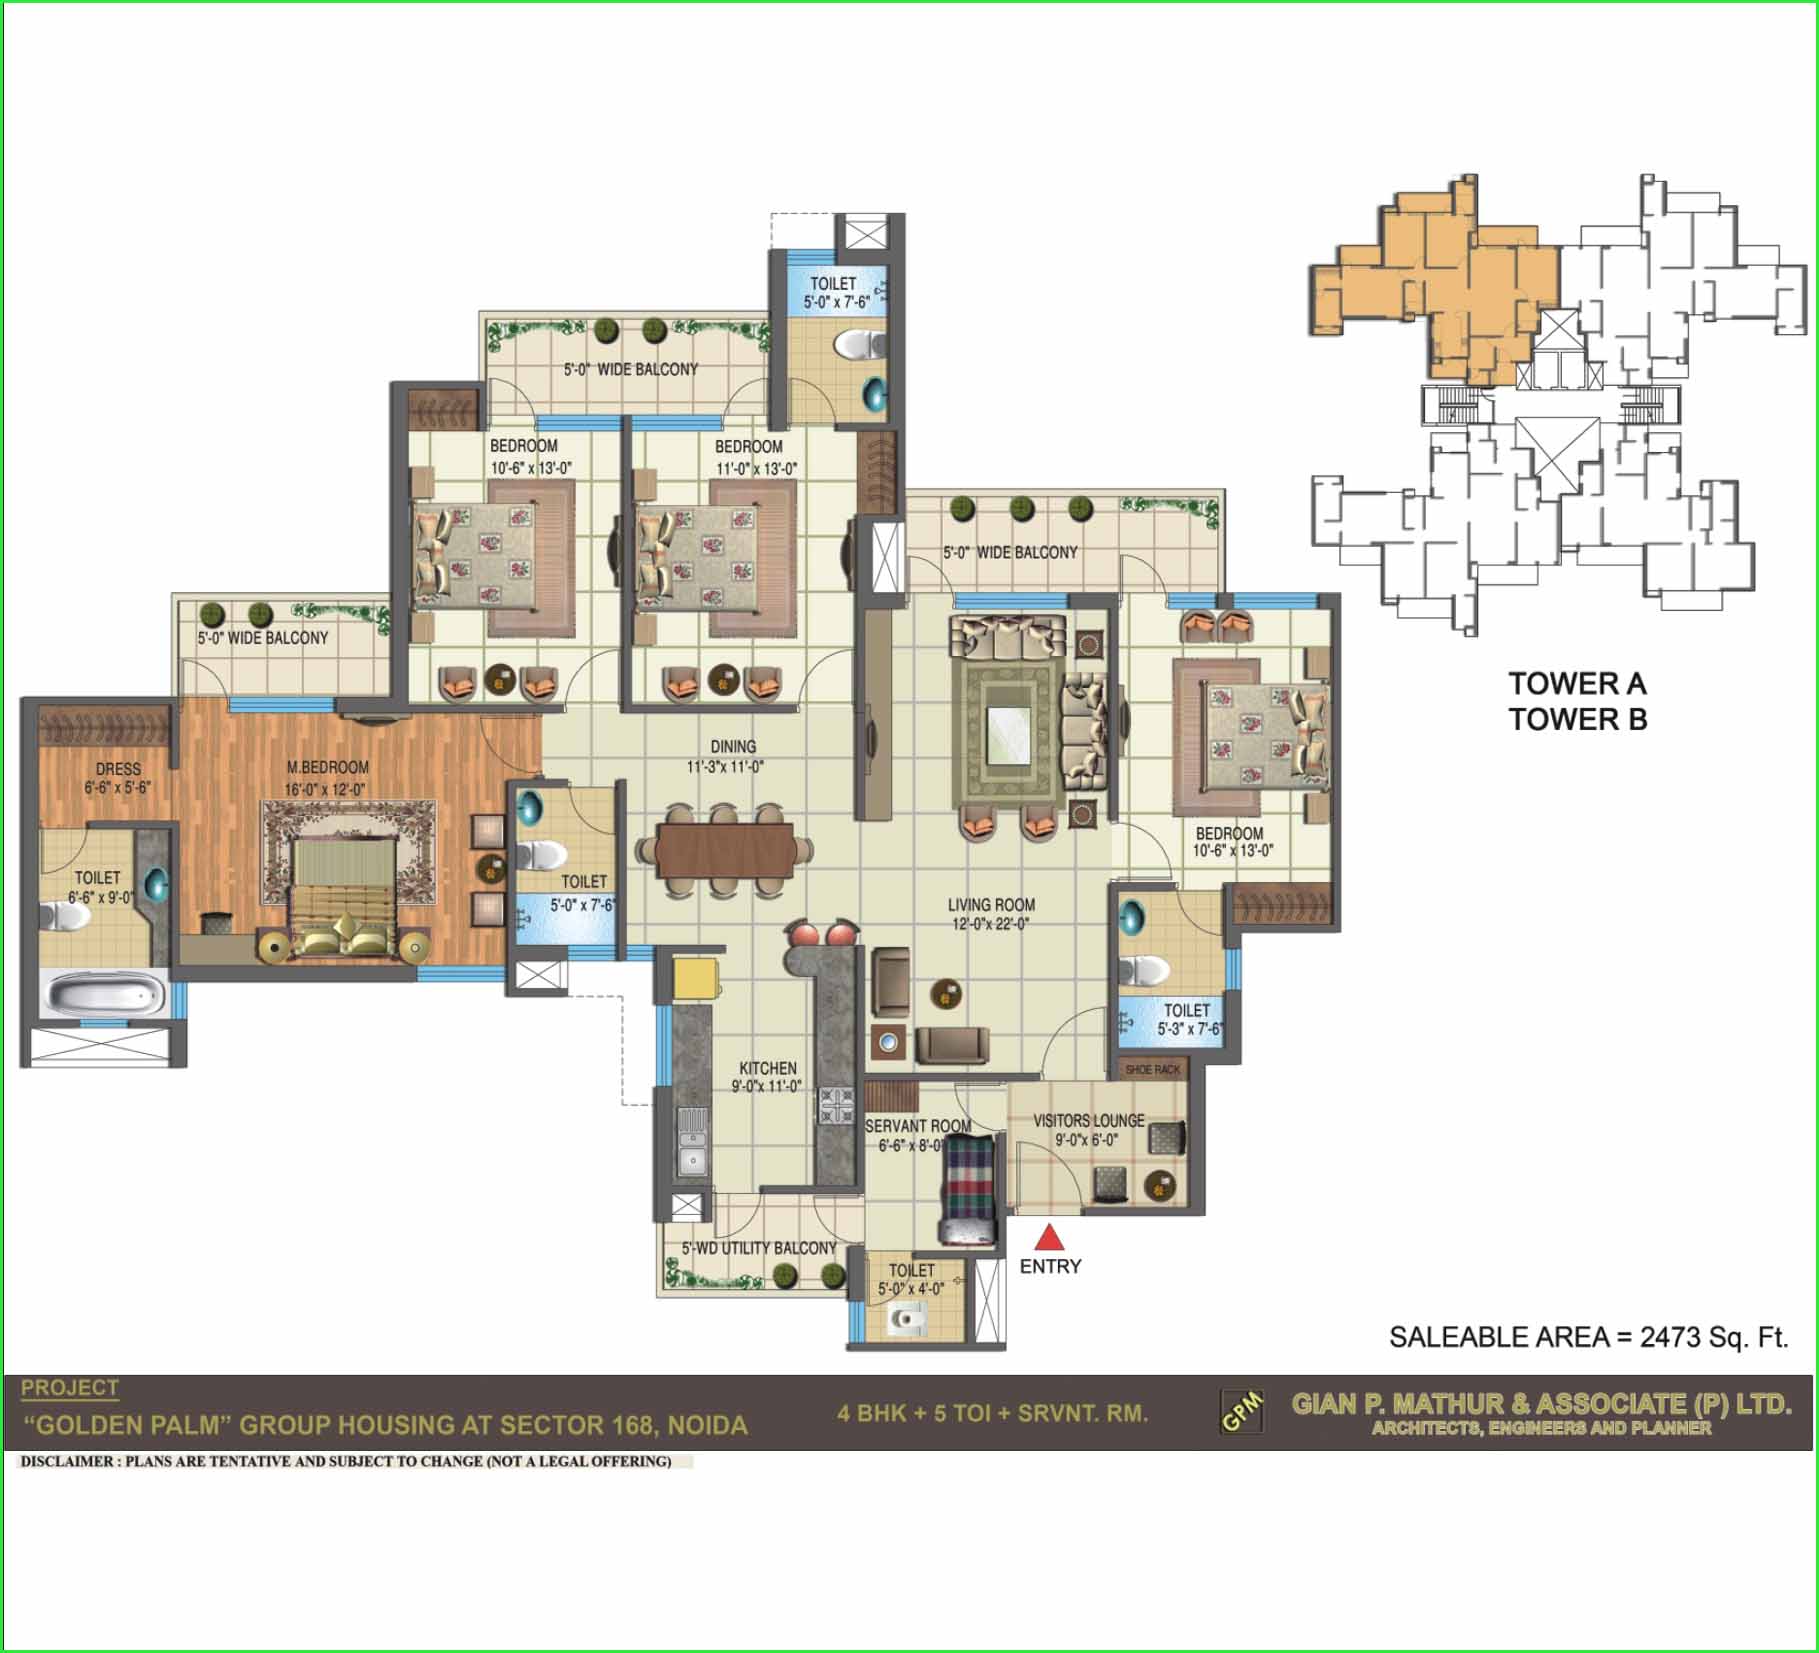 TOILET
5'-0" x 7'-6"
5'-0" WIDE BALCONY
BEDROOM
10'-6" x 13'-0"
BEDROOM
11'-0" x 13'-0"
5'-0" WIDE BALCONY
5'-0" WIDE BALCONY
TOWER A
TOWER B
DRESS
6'-6" x 5'-6"
M.BEDROOM
16'-0" x 12'-0"
DINING
11'-3"x 11'-0"
BEDROOM
10'-6" x 13'-0"
TOILET
6'-6" x 9'-0"
TOILET
5'-0" x 7'-6"
LIVING ROOM
12'-0"x 22'-0"
TOILET
5'-3" x 7'-6"
KITCHEN
9'-0"x 11'-0"
SHOE RACK
SERVANT ROOM
6'-6" x 8'-0"
VISITORS LOUNGE
9'-0"x 6'-0"
5'-WD UTILITY BALCONY
TOILET
5'-0" x 4'-0"
ENTRY
SALEABLE AREA = 2473 Sq. Ft.
PROJECT
“GOLDEN PALM” GROUP HOUSING AT SECTOR 168, NOIDA
4 BHK + 5 TOI + SRVNT. RM.
GPM
GIAN P. MATHUR & ASSOCIATE (P) LTD.
ARCHITECTS, ENGINEERS AND PLANNER
DISCLAIMER : PLANS ARE TENTATIVE AND SUBJECT TO CHANGE (NOT A LEGAL OFFERING)